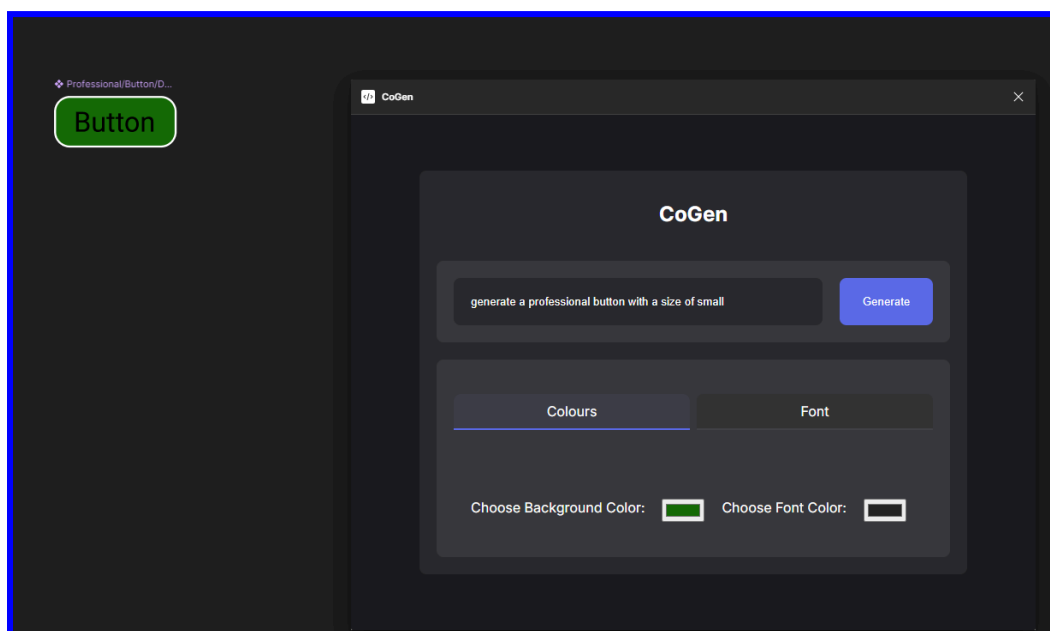 Professional/Button/D...
Button
CoGen
CoGen
generate a professional button with a size of small
Generate
Colours
Font
Choose Background Color:
Choose Font Color: